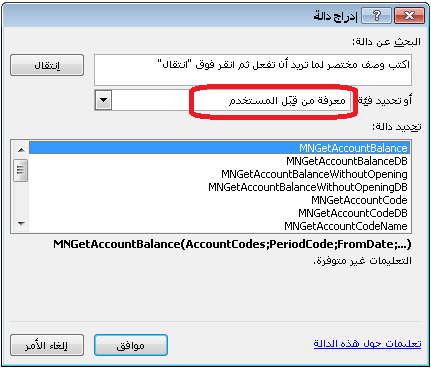 إدراج دالة
البحث عن دالة:
اكتب وصف مختصر لما تريد أن تفعل ثم انقر فوق "انتقال"
إنتقال
أو تحديد فئة:
معرفة من قِبَل المستخدم
تحديد دالة:
MNGetAccountBalance
MNGetAccountBalanceDB
MNGetAccountBalanceWithoutOpening
MNGetAccountBalanceWithoutOpeningDB
MNGetAccountCode
MNGetAccountCodeDB
MNGetAccountCodeName
MNGetAccountBalance(AccountCodes;PeriodCode;FromDate;...)
التعليمات غير متوفرة.
تعليمات حول هذه الدالة
موافق
إلغاء الأمر